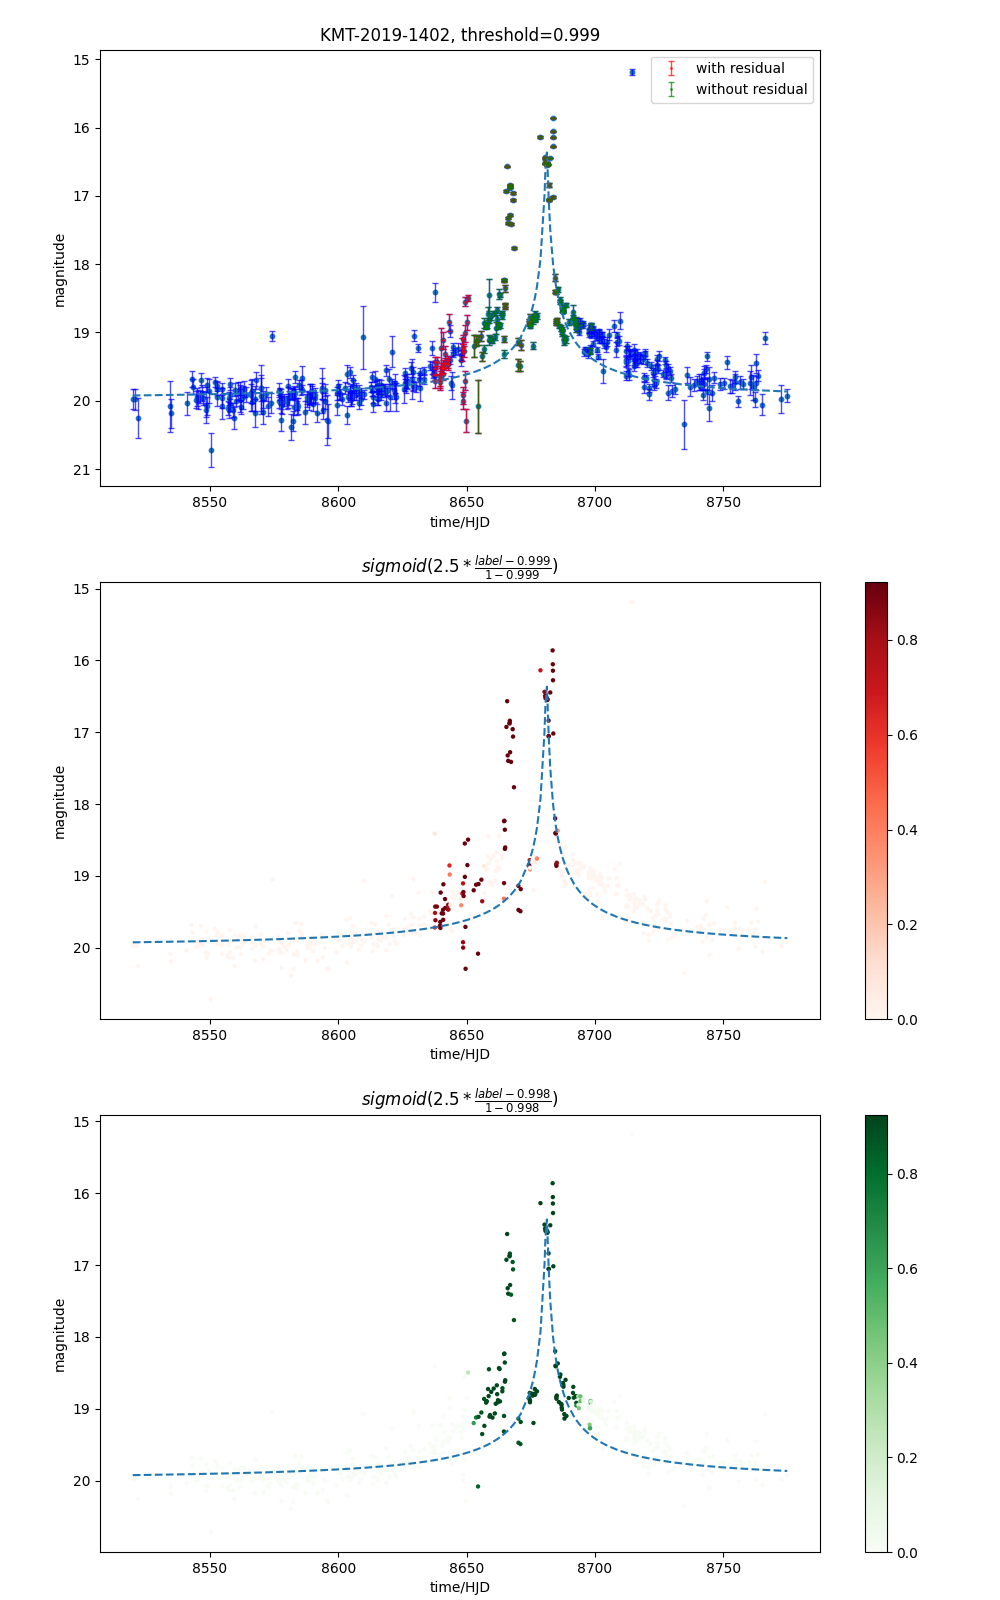 KMT-2019-1402, threshold=0.999
with residual
without residual
15
16
17
18
19
20
21
magnitude
8550 8600 8650 8700 8750
time/HJD
sigmoid(2.5 * \frac{label - 0.999}{1 - 0.999})
15
16
17
18
19
20
magnitude
8550 8600 8650 8700 8750
time/HJD
0.8
0.6
0.4
0.2
0.0
sigmoid(2.5 * \frac{label - 0.998}{1 - 0.998})
15
16
17
18
19
20
magnitude
8550 8600 8650 8700 8750
time/HJD
0.8
0.6
0.4
0.2
0.0